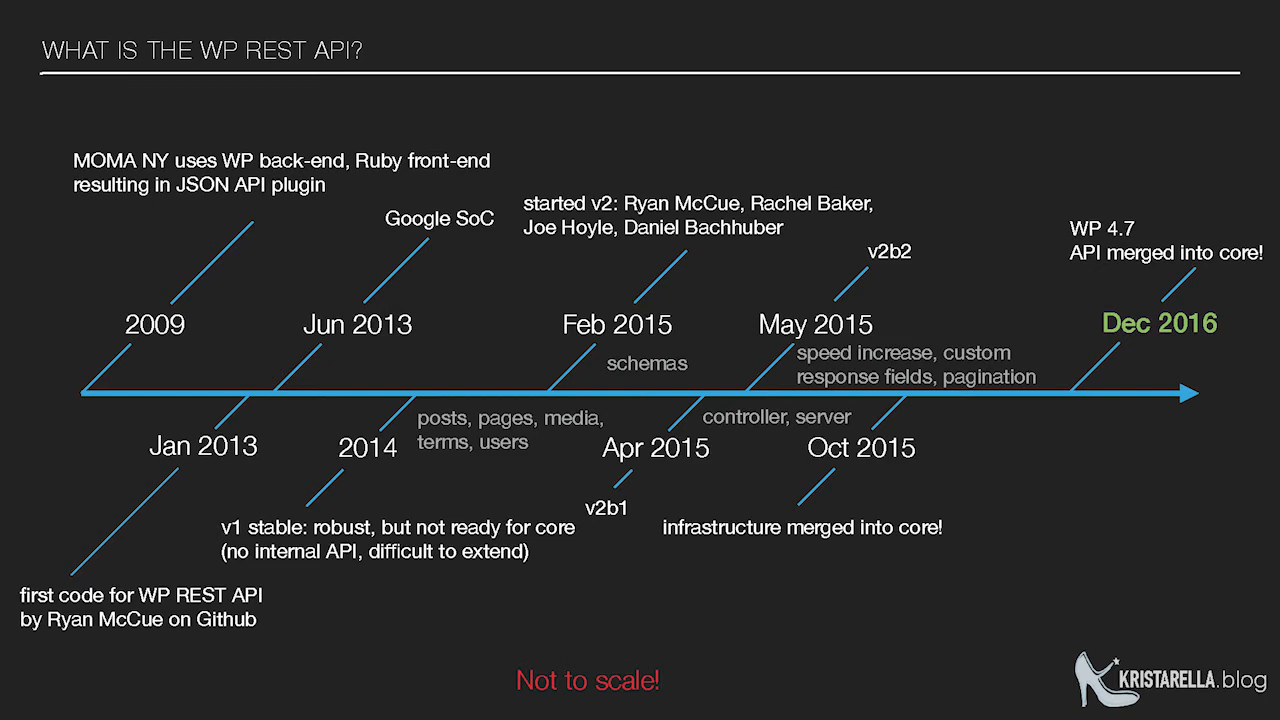 WHAT IS THE WP REST API?
MOMA NY uses WP back-end, Ruby front-end
resulting in JSON API plugin
Google SoC
started v2: Ryan McCue, Rachel Baker,
Joe Hoyle, Daniel Bachhuber
v2b2
WP 4.7
API merged into core!
2009
Jun 2013
Feb 2015
May 2015
Dec 2016
schemas
speed increase, custom
response fields, pagination
posts, pages, media,
terms, users
controller, server
Jan 2013
2014
Apr 2015
Oct 2015
v2b1
v1 stable: robust, but not ready for core
(no internal API, difficult to extend)
infrastructure merged into core!
first code for WP REST API
by Ryan McCue on Github
Not to scale!
KRISTARELLA.blog